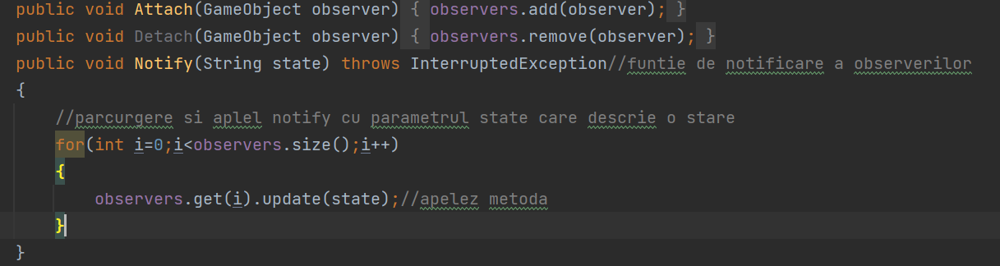 public void Attach(GameObject observer) { observers.add(observer); }
public void Detach(GameObject observer) { observers.remove(observer); }
public void Notify(String state) throws InterruptedException//funtie de notificare a observerilor
{
//parcurgere si aplel notify cu parametrul state care descrie o stare
for(int i=0;i<observers.size();i++)
{
observers.get(i).update(state);//apelez metoda
}
}